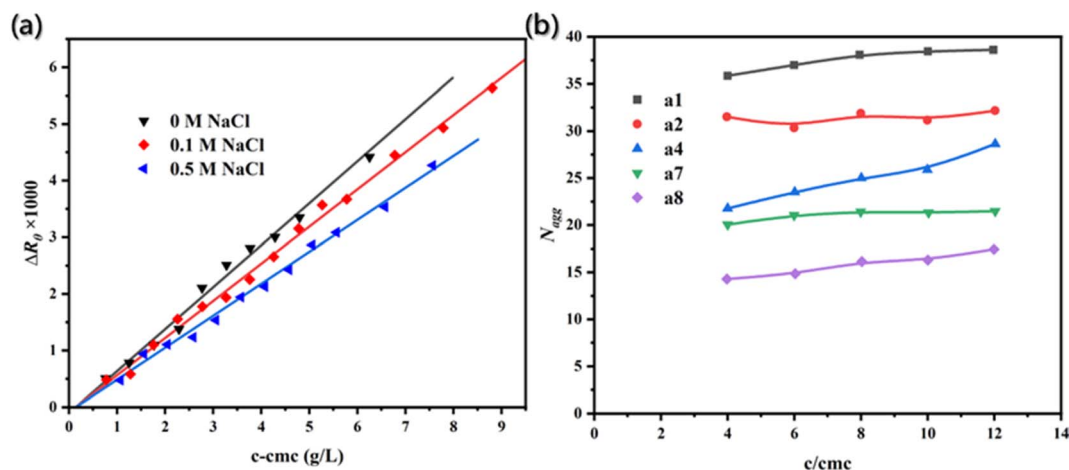 (a)
ΔR_θ ×1000
6
5
4
3
2
1
0
0 M NaCl
0.1 M NaCl
0.5 M NaCl
0 1 2 3 4 5 6 7 8 9
c-cmc (g/L)
(b)
N_agg
40
35
30
25
20
15
10
5
0
a1
a2
a4
a7
a8
0 2 4 6 8 10 12 14
c/cmc